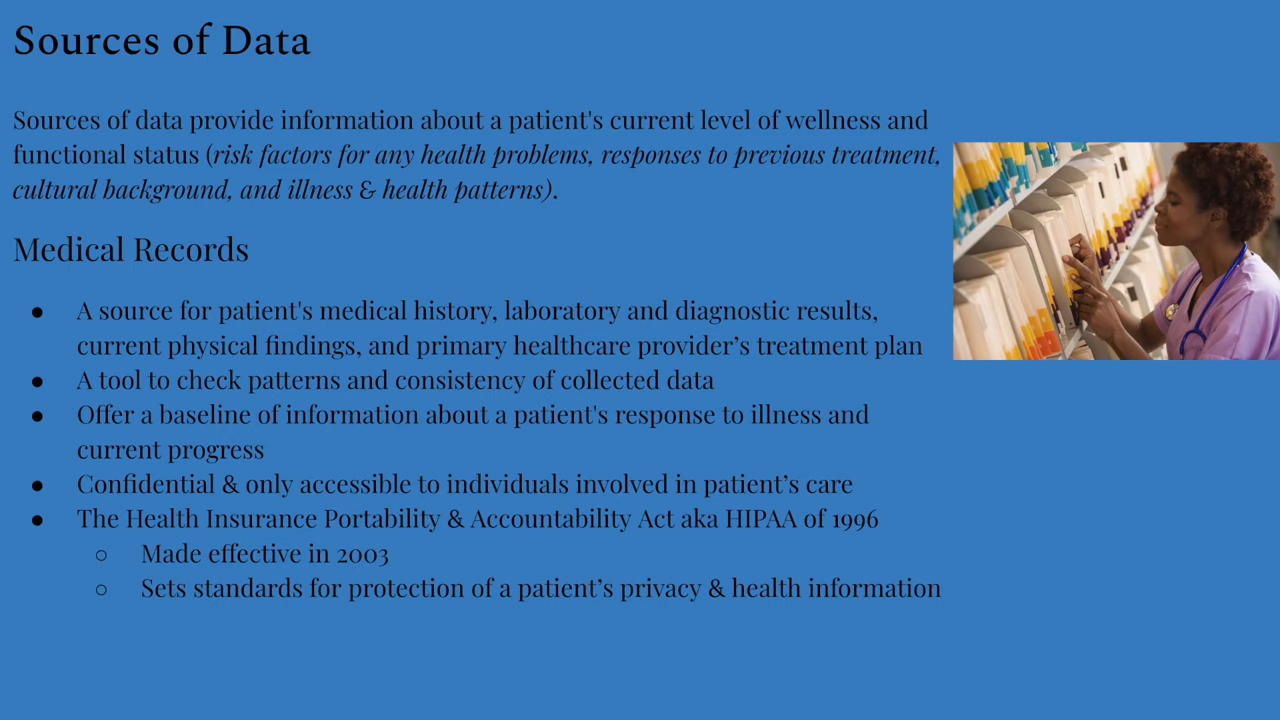 Sources of Data
Sources of data provide information about a patient's current level of wellness and
functional status (risk factors for any health problems, responses to previous treatment,
cultural background, and illness & health patterns).
Medical Records
● A source for patient's medical history, laboratory and diagnostic results,
current physical findings, and primary healthcare provider’s treatment plan
● A tool to check patterns and consistency of collected data
● Offer a baseline of information about a patient's response to illness and
current progress
● Confidential & only accessible to individuals involved in patient’s care
● The Health Insurance Portability & Accountability Act aka HIPAA of 1996
○ Made effective in 2003
○ Sets standards for protection of a patient’s privacy & health information